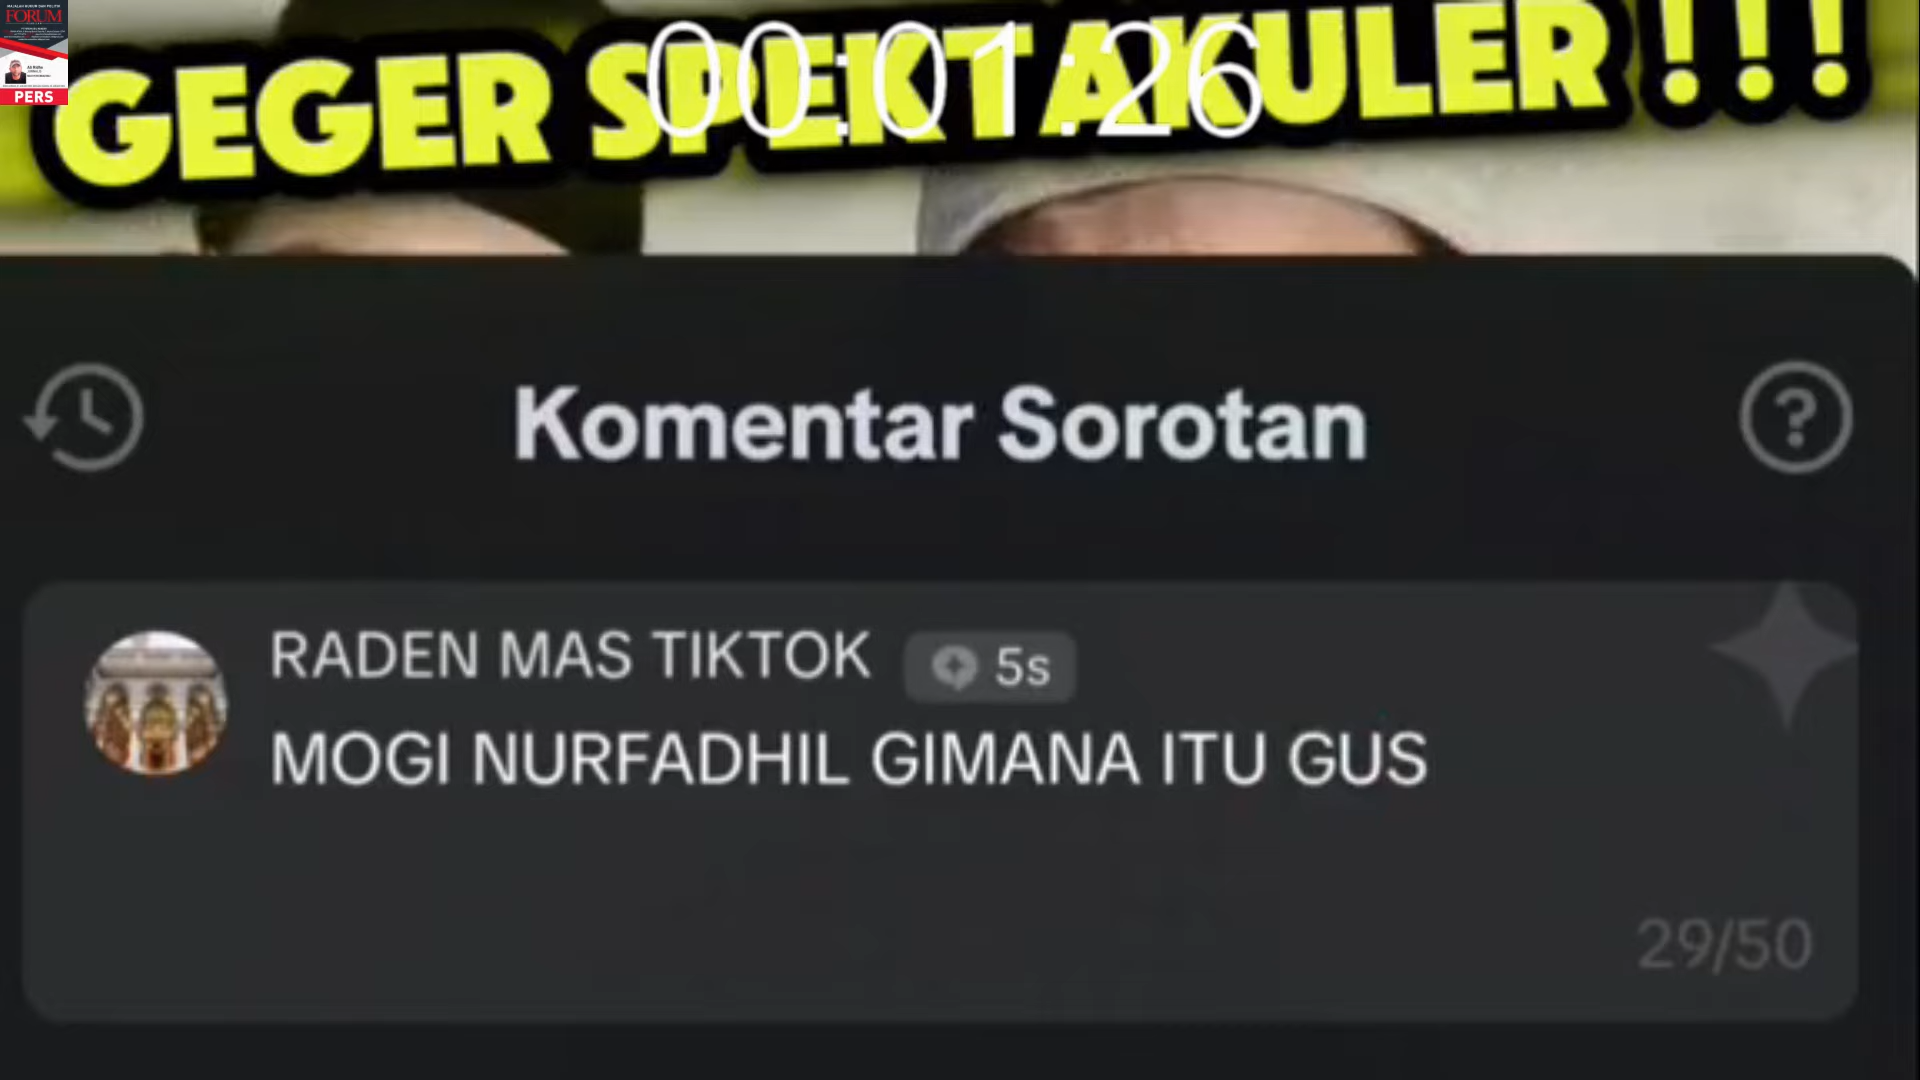 FORUM
PERS
GEGER SPEKTAKULER !!!
00:01:26
Komentar Sorotan
RADEN MAS TIKTOK
5s
MOGI NURFADHIL GIMANA ITU GUS
29/50